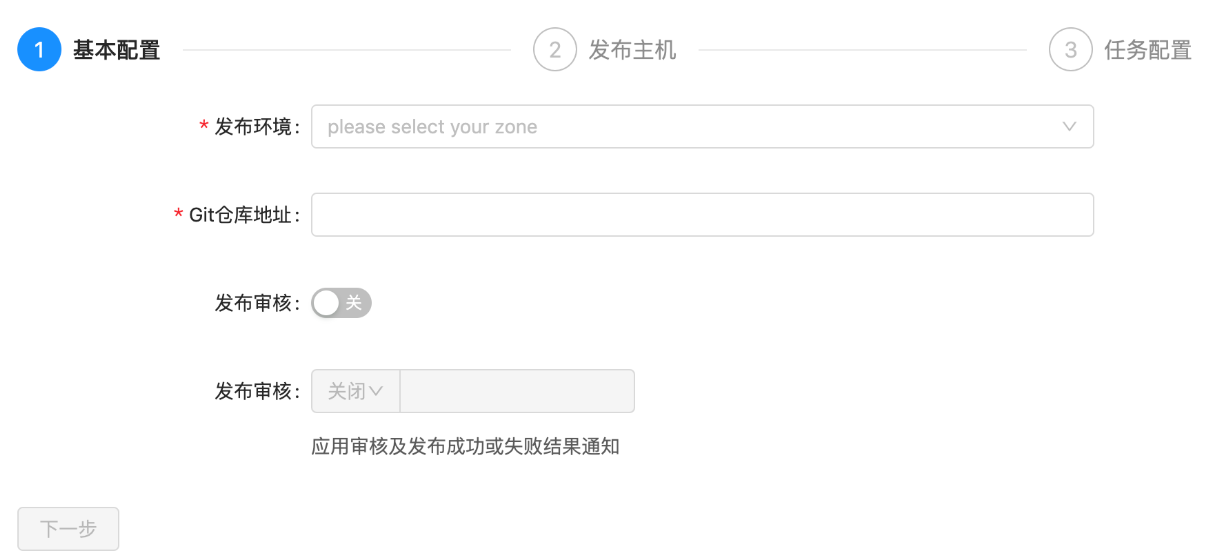 1 基本配置 2 发布主机 3 任务配置
* 发布环境: please select your zone
* Git仓库地址:
发布审核: 关
发布审核: 关闭
应用审核及发布成功或失败结果通知
下一步